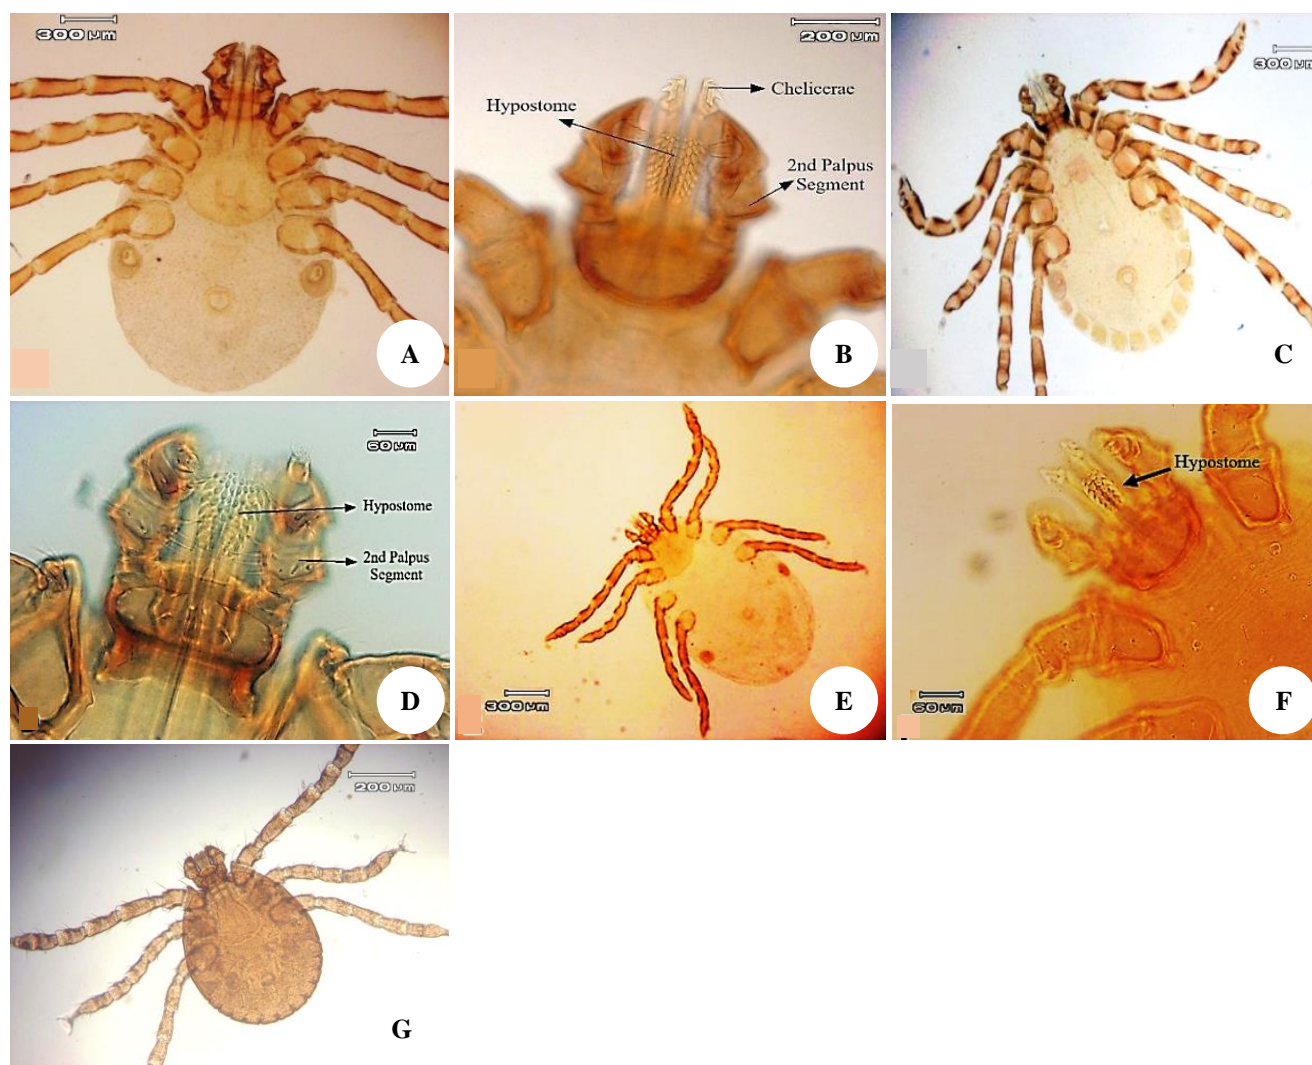 300 µm
A
200 µm
Chelicerae
Hypostome
2nd Palpus
Segment
B
300 µm
C
60 µm
Hypostome
2nd Palpus
Segment
D
300 µm
E
Hypostome
60 µm
F
200 µm
G